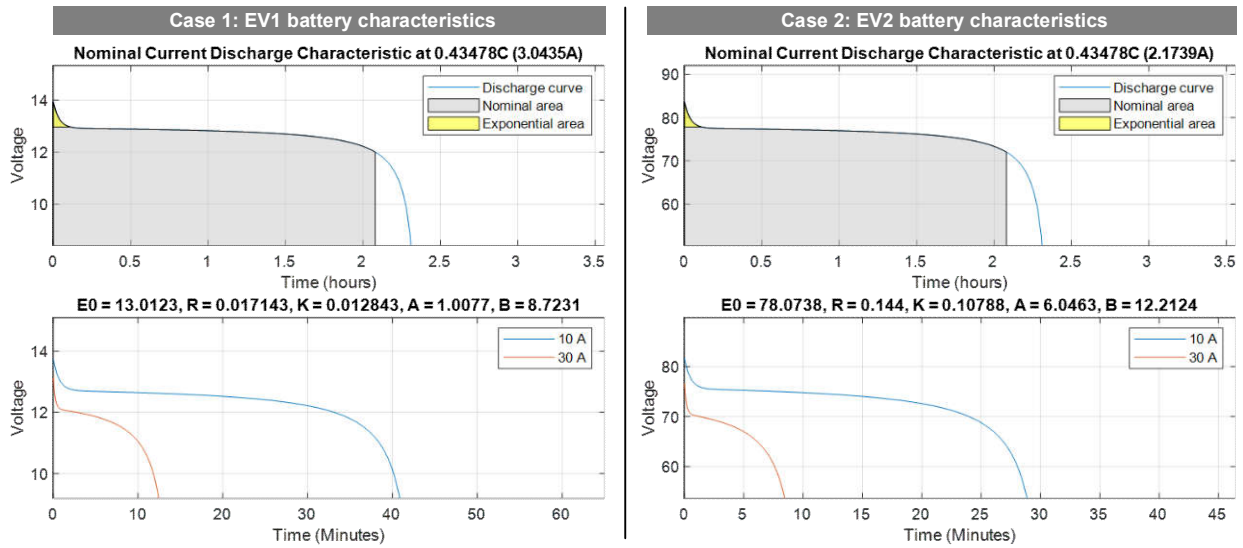 Case 1: EV1 battery characteristics
Nominal Current Discharge Characteristic at 0.43478C (3.0435A)
Voltage
14
12
10
Discharge curve
Nominal area
Exponential area
0 0.5 1 1.5 2 2.5 3 3.5
Time (hours)
E0 = 13.0123, R = 0.017143, K = 0.012843, A = 1.0077, B = 8.7231
Voltage
14
12
10
10 A
30 A
0 10 20 30 40 50 60
Time (Minutes)
Case 2: EV2 battery characteristics
Nominal Current Discharge Characteristic at 0.43478C (2.1739A)
Voltage
90
80
70
60
Discharge curve
Nominal area
Exponential area
0 0.5 1 1.5 2 2.5 3 3.5
Time (hours)
E0 = 78.0738, R = 0.144, K = 0.10788, A = 6.0463, B = 12.2124
Voltage
80
70
60
10 A
30 A
0 5 10 15 20 25 30 35 40 45
Time (Minutes)